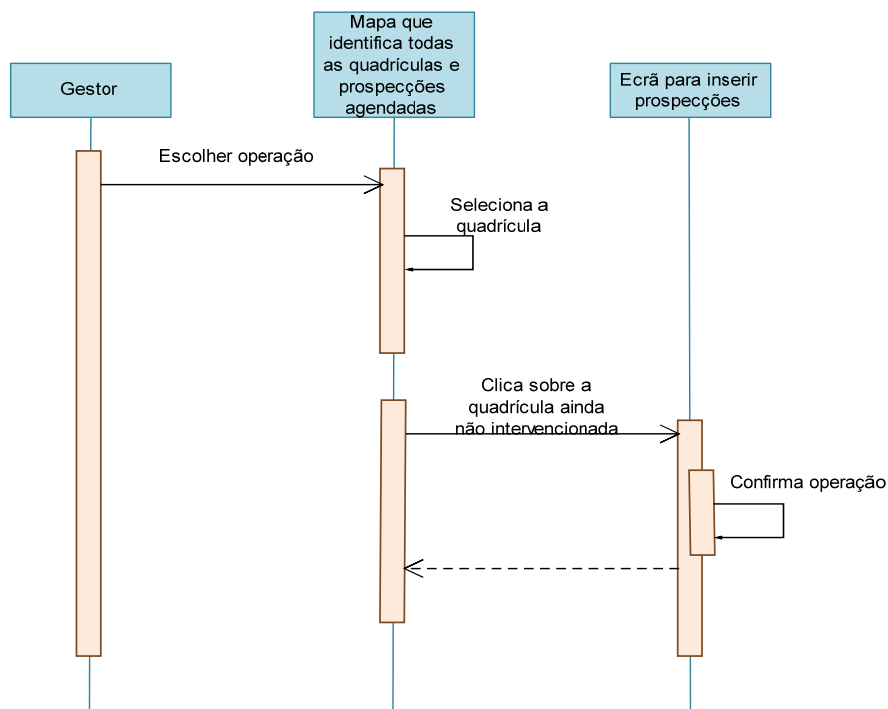 Gestor
Mapa que
identifica todas
as quadrículas e
prospecções
agendadas
Ecrã para inserir
prospecções
Escolher operação
Seleciona a
quadrícula
Clica sobre a
quadrícula ainda
não intervencionada
Confirma operação